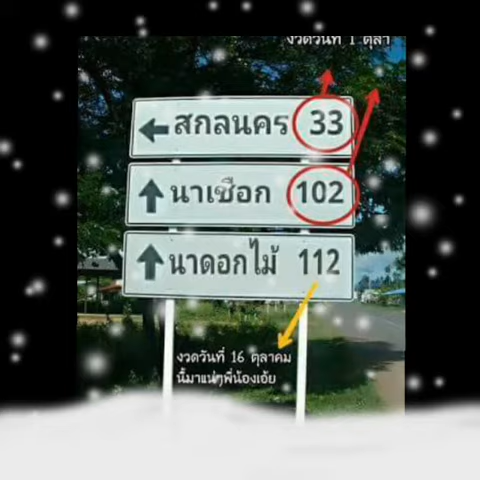 งวดวันที่ 1 ตุลา
สกลนคร 33
นาเชือก 102
นาดอกไม้ 112
งวดวันที่ 16 ตุลาคม
นี้มาแน่ๆพี่น้องเอ้ย